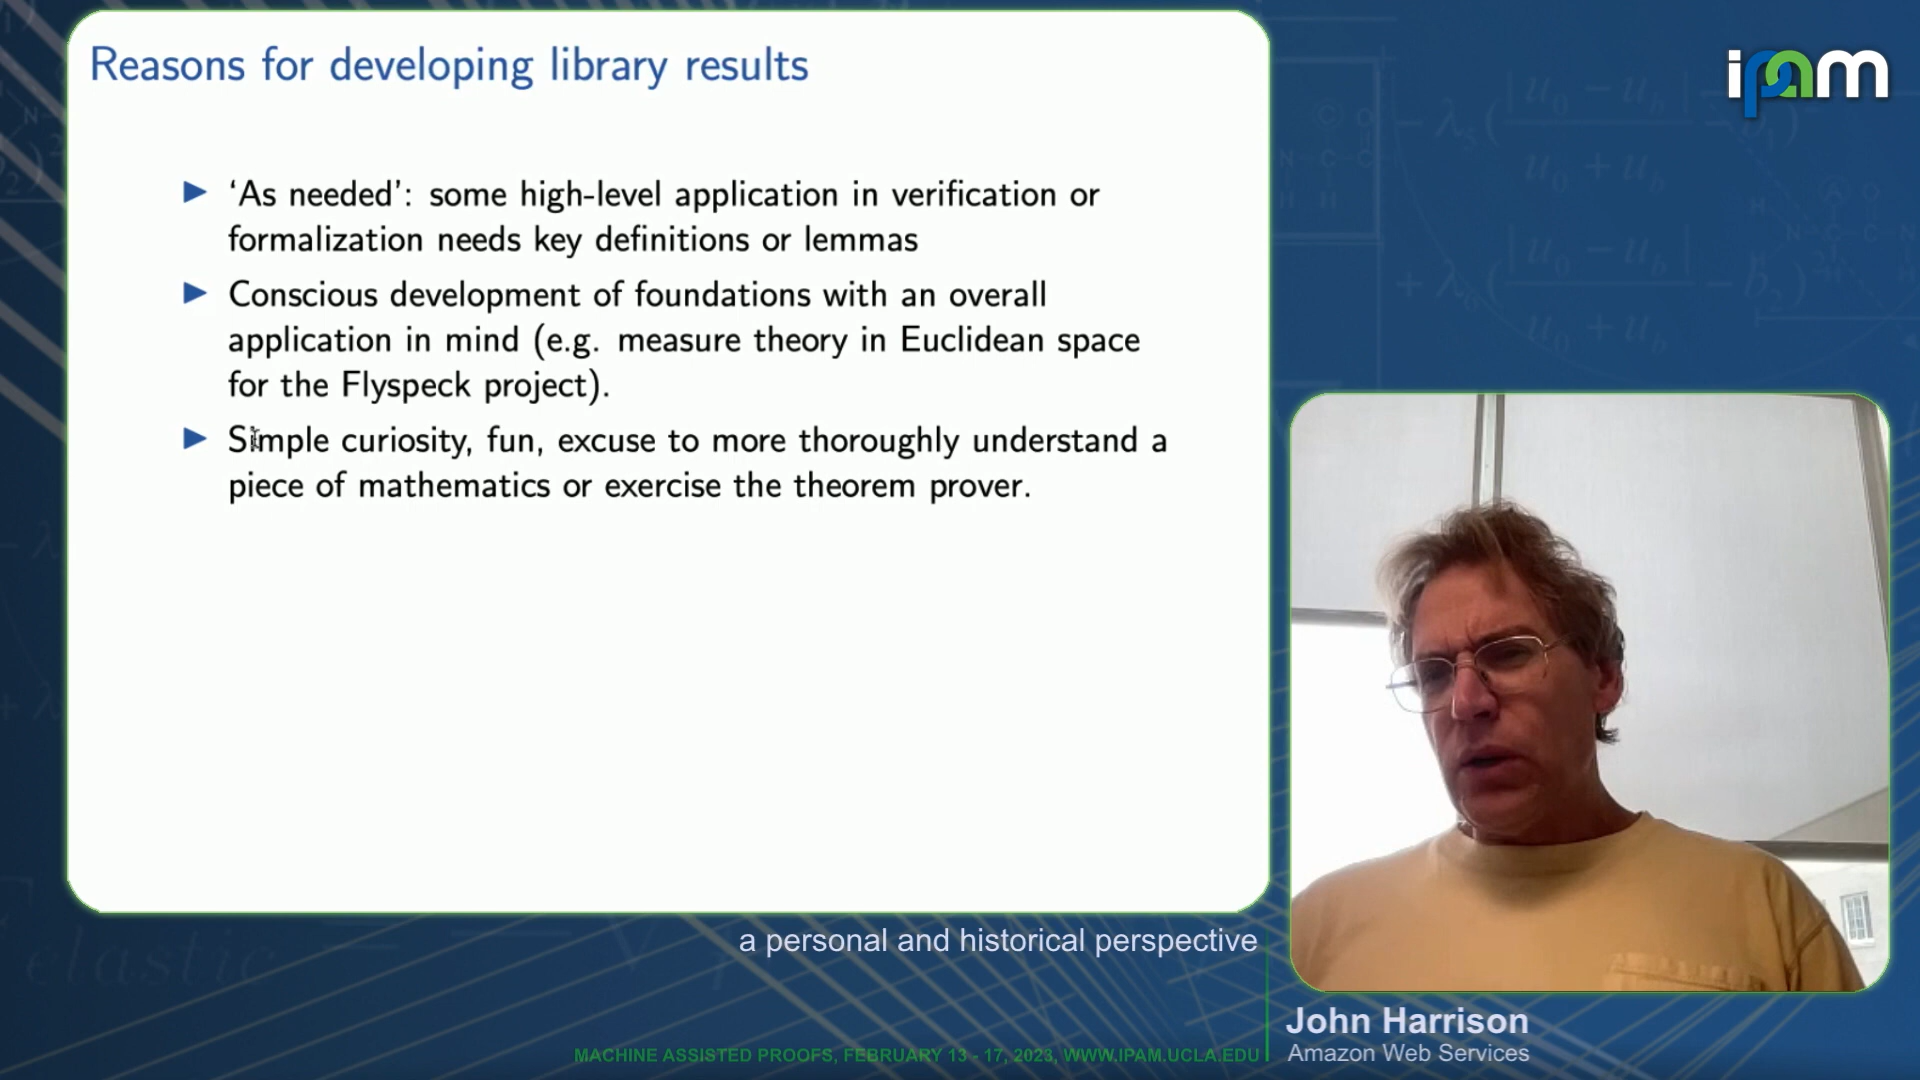 Reasons for developing library results
‘As needed’: some high-level application in verification or
formalization needs key definitions or lemmas
Conscious development of foundations with an overall
application in mind (e.g. measure theory in Euclidean space
for the Flyspeck project).
Simple curiosity, fun, excuse to more thoroughly understand a
piece of mathematics or exercise the theorem prover.
ipam
a personal and historical perspective
John Harrison
Amazon Web Services
MACHINE ASSISTED PROOFS, FEBRUARY 13 - 17, 2023, WWW.IPAM.UCLA.EDU
elastic